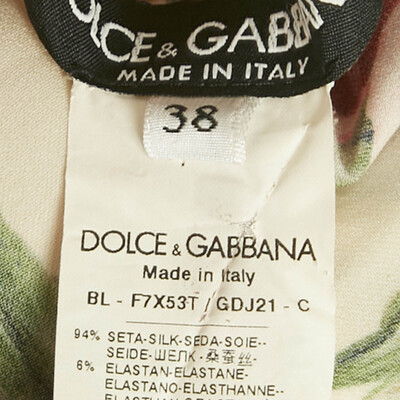 DOLCE & GABBANA
MADE IN ITALY
38
DOLCE & GABBANA
Made in Italy
BL - F7X53T / GDJ21 - C
94% SETA-SILK-SEDA-SOIE--
SEIDE-ШЕЛК-桑蚕丝-
6% ELASTAN-ELASTANE-
ELASTANO-ELASTHANNE-